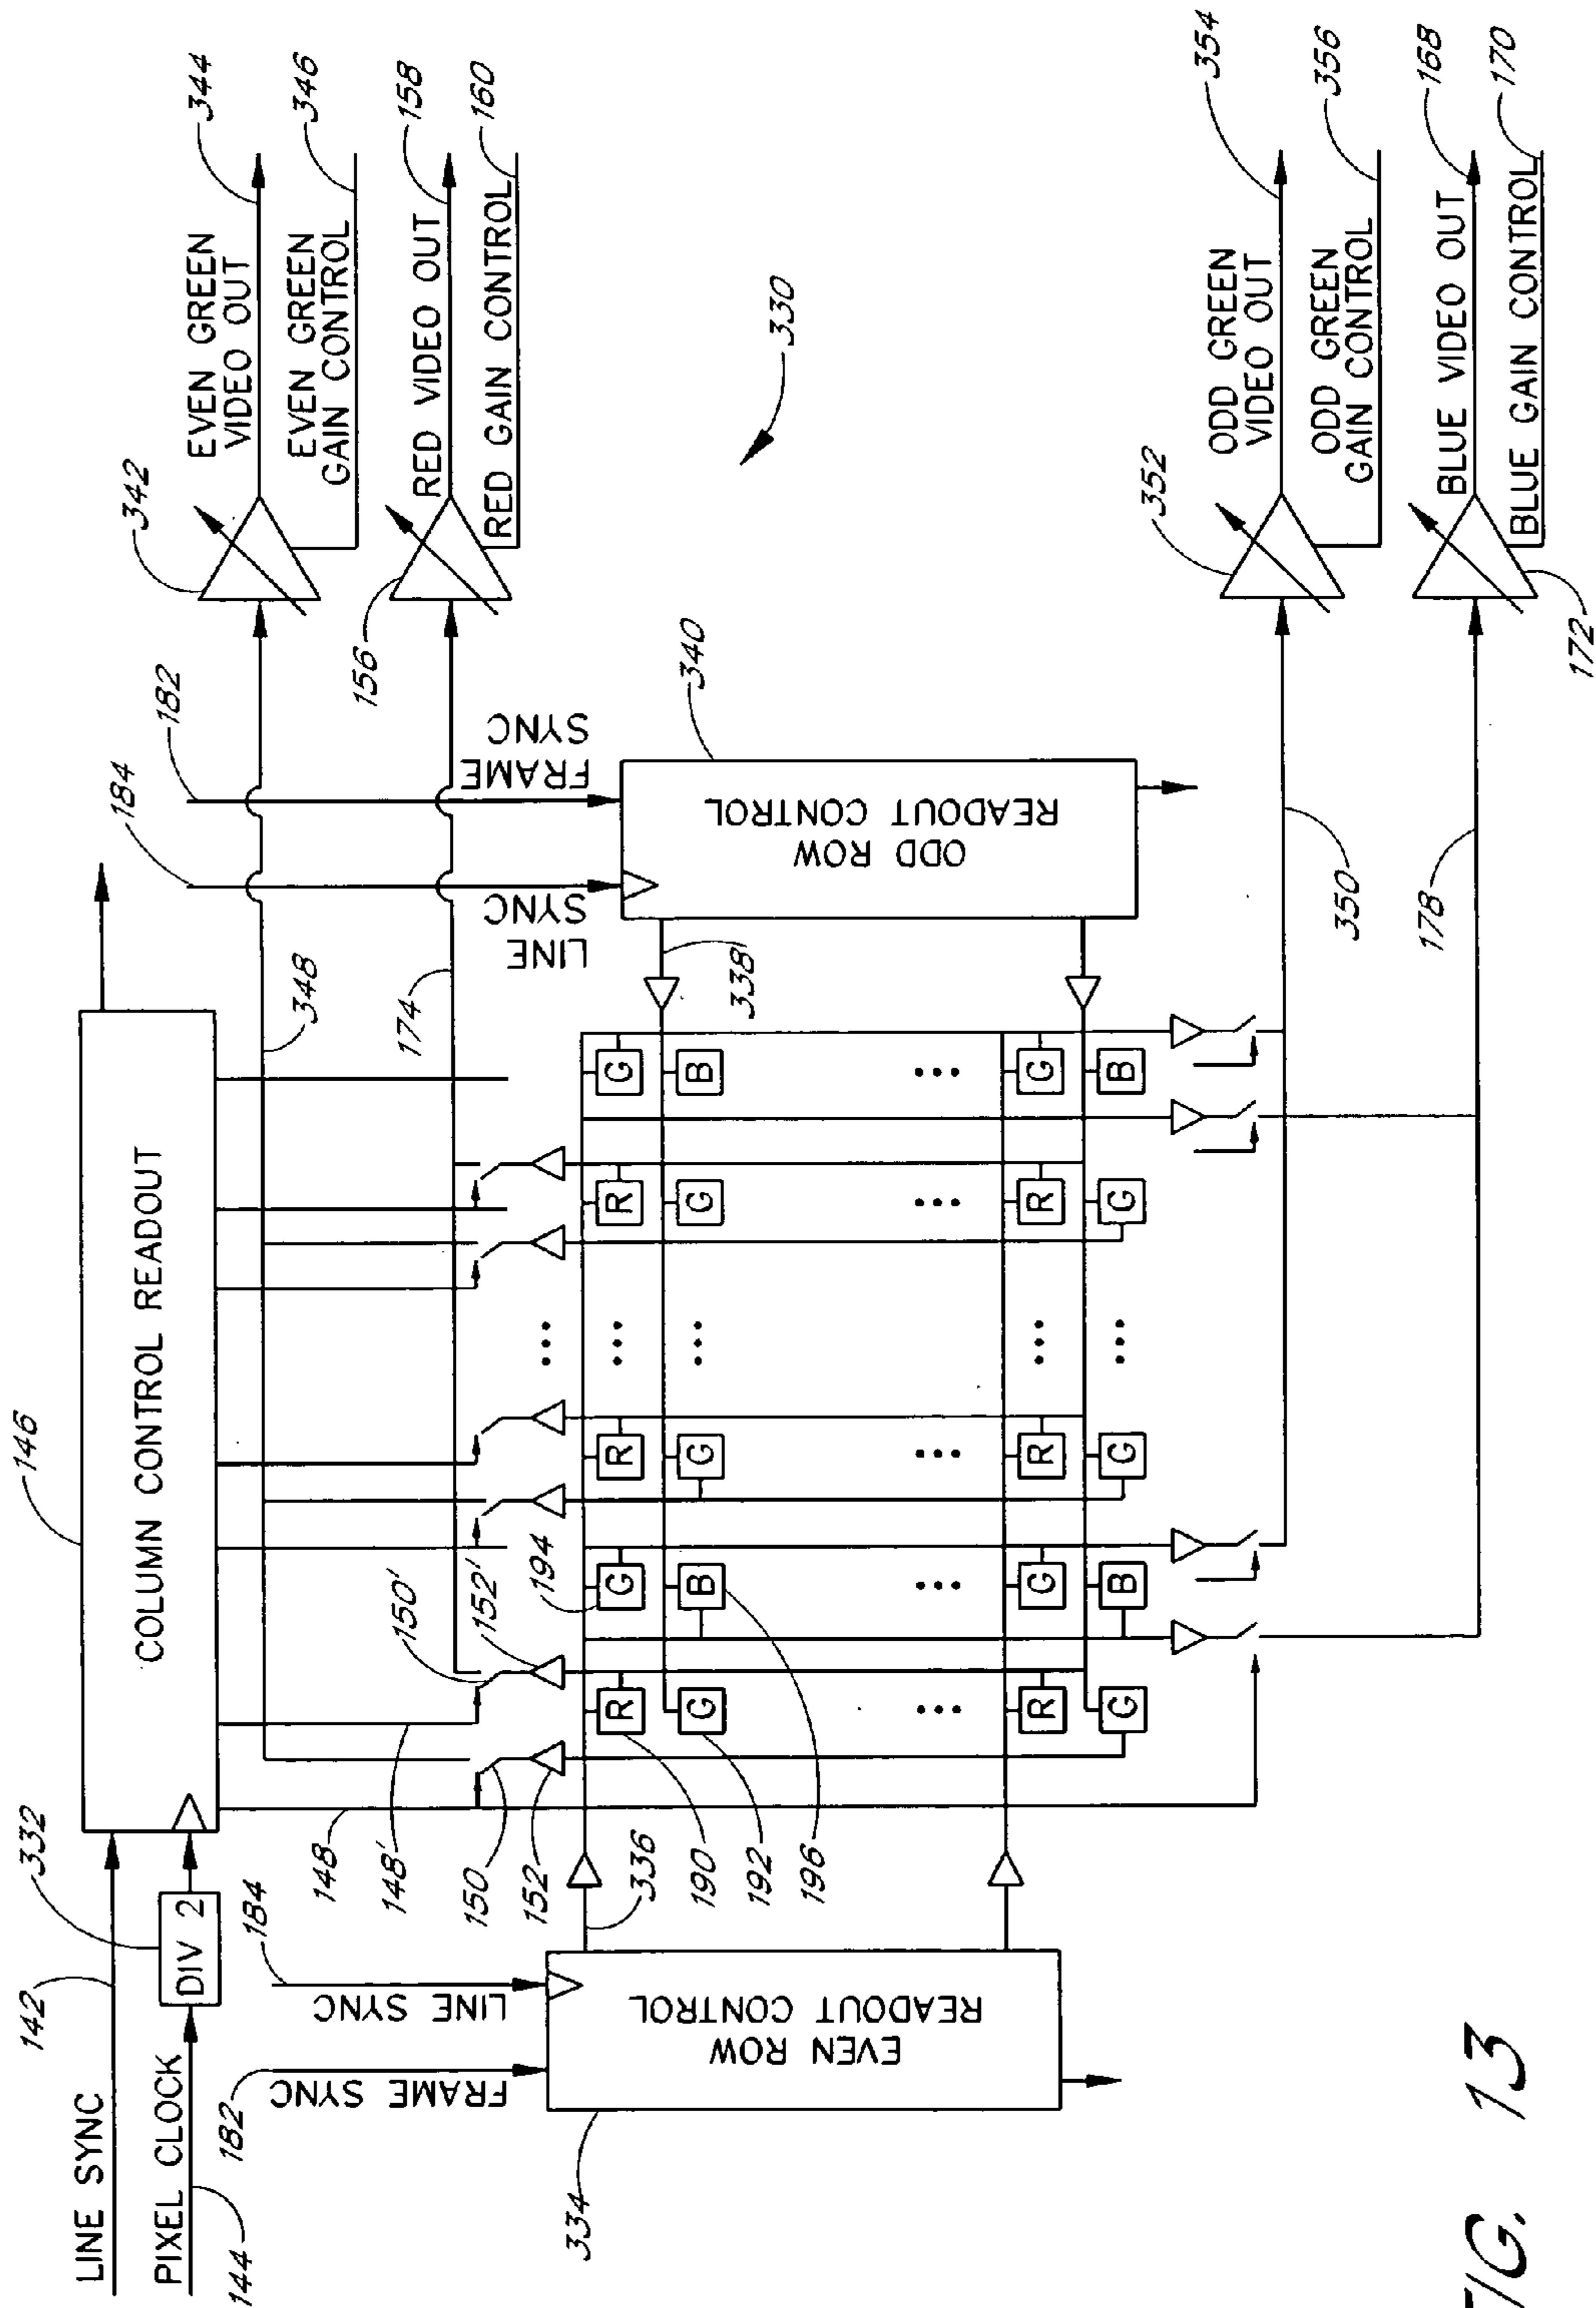 LINE SYNC
142
PIXEL CLOCK
144
DIV 2
332
COLUMN CONTROL READOUT
146
EVEN GREEN
VIDEO OUT
344
EVEN GREEN
GAIN CONTROL
346
342
RED VIDEO OUT
158
RED GAIN CONTROL
160
156
348
174
184
182
LINE
SYNC
FRAME
SYNC
ODD ROW
READOUT CONTROL
340
338
330
148
148'
150
152
150'
152'
194
336
190
192
196
182
FRAME SYNC
184
LINE SYNC
EVEN ROW
READOUT CONTROL
334
R G R R G
G B G G B
... ... ... ... ...
R G R R G
G B G G B
350
178
ODD GREEN
VIDEO OUT
354
ODD GREEN
GAIN CONTROL
356
352
BLUE VIDEO OUT
168
BLUE GAIN CONTROL
170
172
FIG. 13